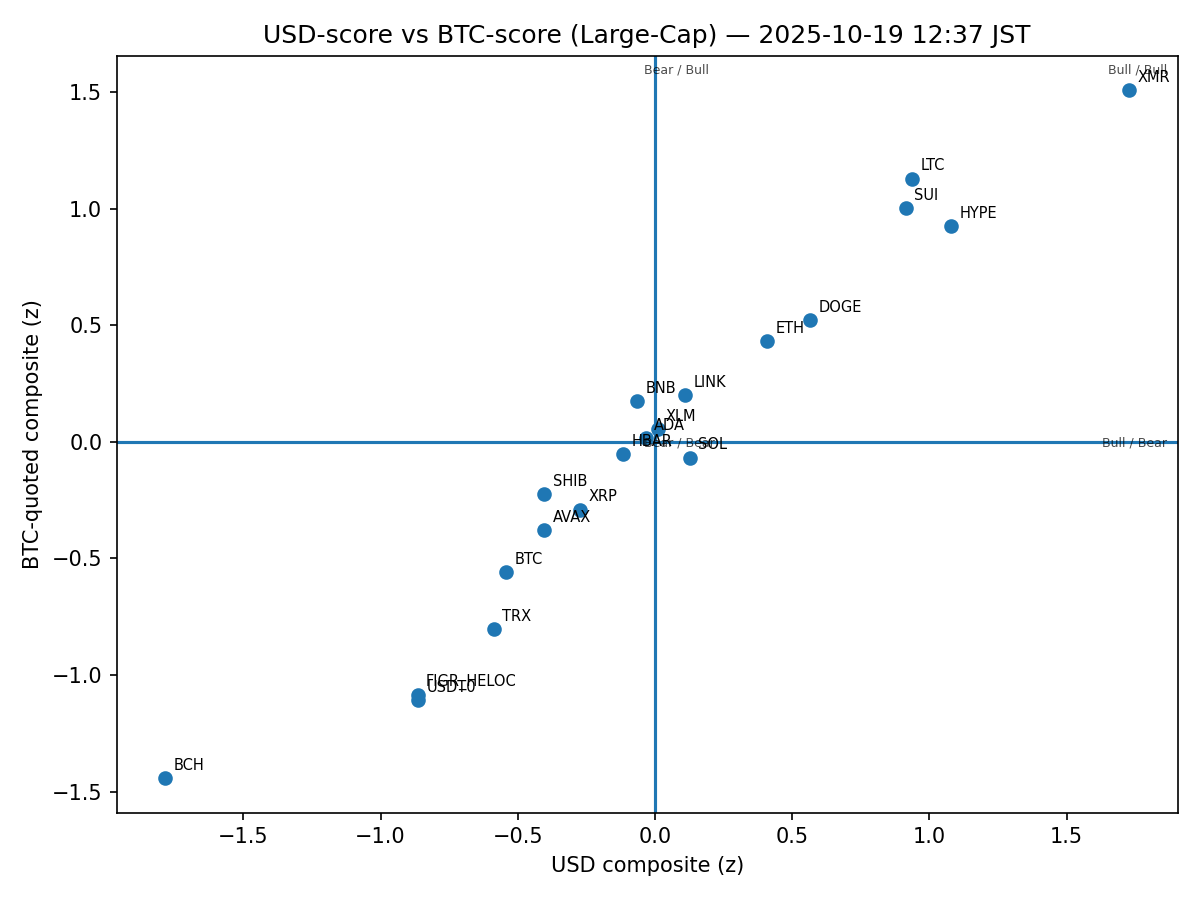 USD-score vs BTC-score (Large-Cap) — 2025-10-19 12:37 JST
Bear / Bull
Bull / Bull
XMR
LTC
SUI
HYPE
DOGE
ETH
LINK
BNB
XLM
ADA
HBAR
Bear / Bear
SOL
Bull / Bear
SHIB
XRP
AVAX
BTC
TRX
FIGR_HELOC
USDT0
BCH
1.5
1.0
0.5
0.0
−0.5
−1.0
−1.5
BTC-quoted composite (z)
−1.5
−1.0
−0.5
0.0
0.5
1.0
1.5
USD composite (z)